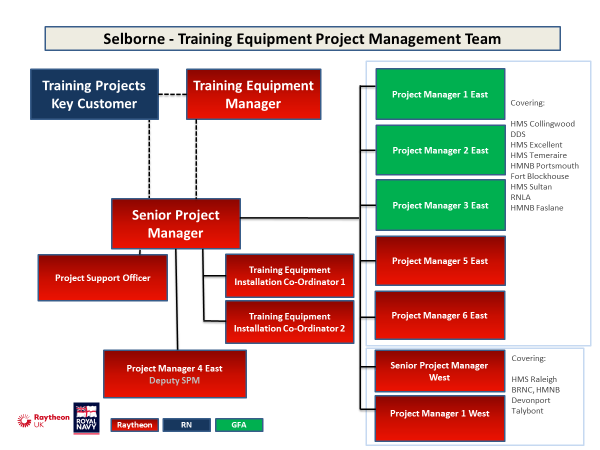 Selborne - Training Equipment Project Management Team
Training Projects
Key Customer
Training Equipment
Manager
Senior Project
Manager
Project Support Officer
Training Equipment
Installation Co-Ordinator 1
Training Equipment
Installation Co-Ordinator 2
Project Manager 4 East
Deputy SPM
Project Manager 1 East
Project Manager 2 East
Project Manager 3 East
Project Manager 5 East
Project Manager 6 East
Covering:
HMS Collingwood
DDS
HMS Excellent
HMS Temeraire
HMNB Portsmouth
Fort Blockhouse
HMS Sultan
RNLA
HMNB Faslane
Senior Project Manager
West
Project Manager 1 West
Covering:
HMS Raleigh
BRNC, HMNB
Devonport
Talybont
Raytheon
UK
ROYAL
NAVY
Raytheon
RN
GFA